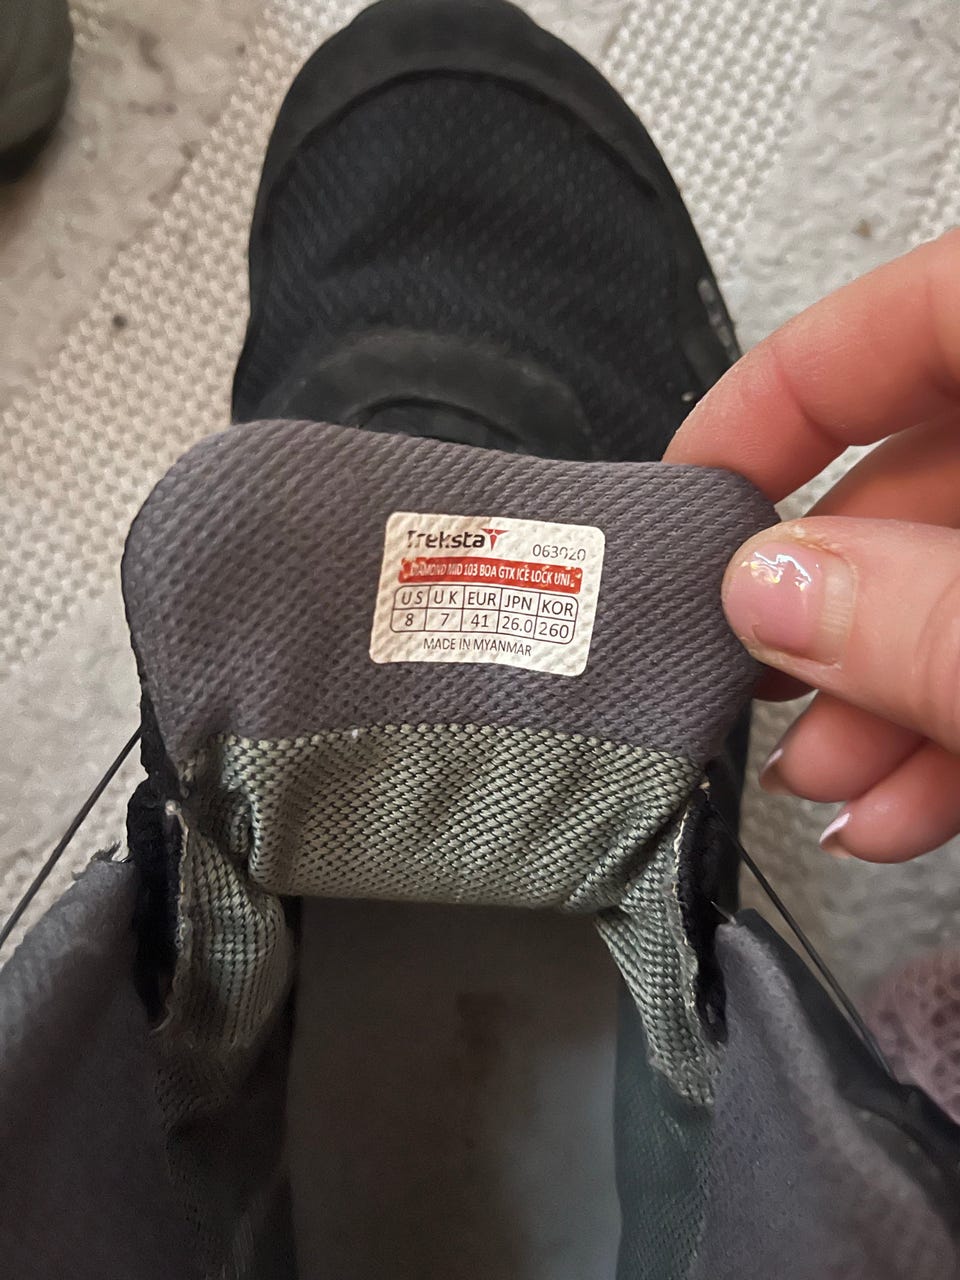 Treksta
063020
DIAMOND MID 103 BOA GTX ICE LOCK UNI.
US UK EUR JPN KOR
8 7 41 26.0 260
MADE IN MYANMAR